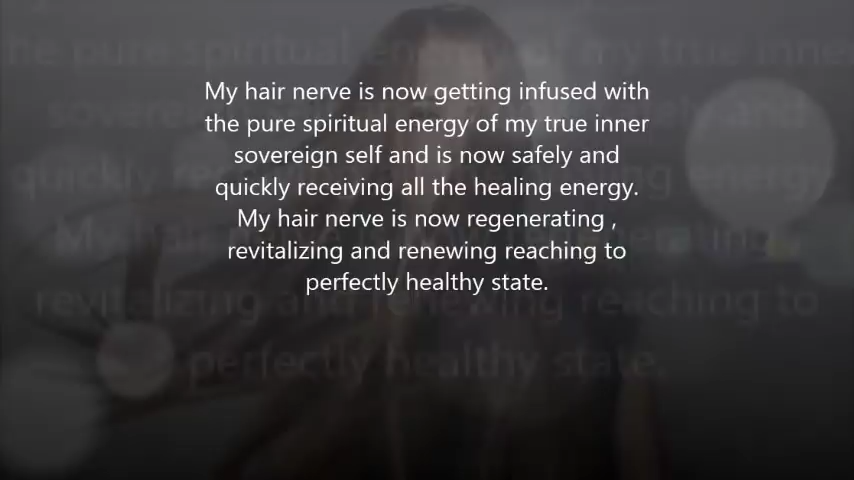 My hair nerve is now getting infused with
the pure spiritual energy of my true inner
sovereign self and is now safely and
quickly receiving all the healing energy.
My hair nerve is now regenerating ,
revitalizing and renewing reaching to
perfectly healthy state.